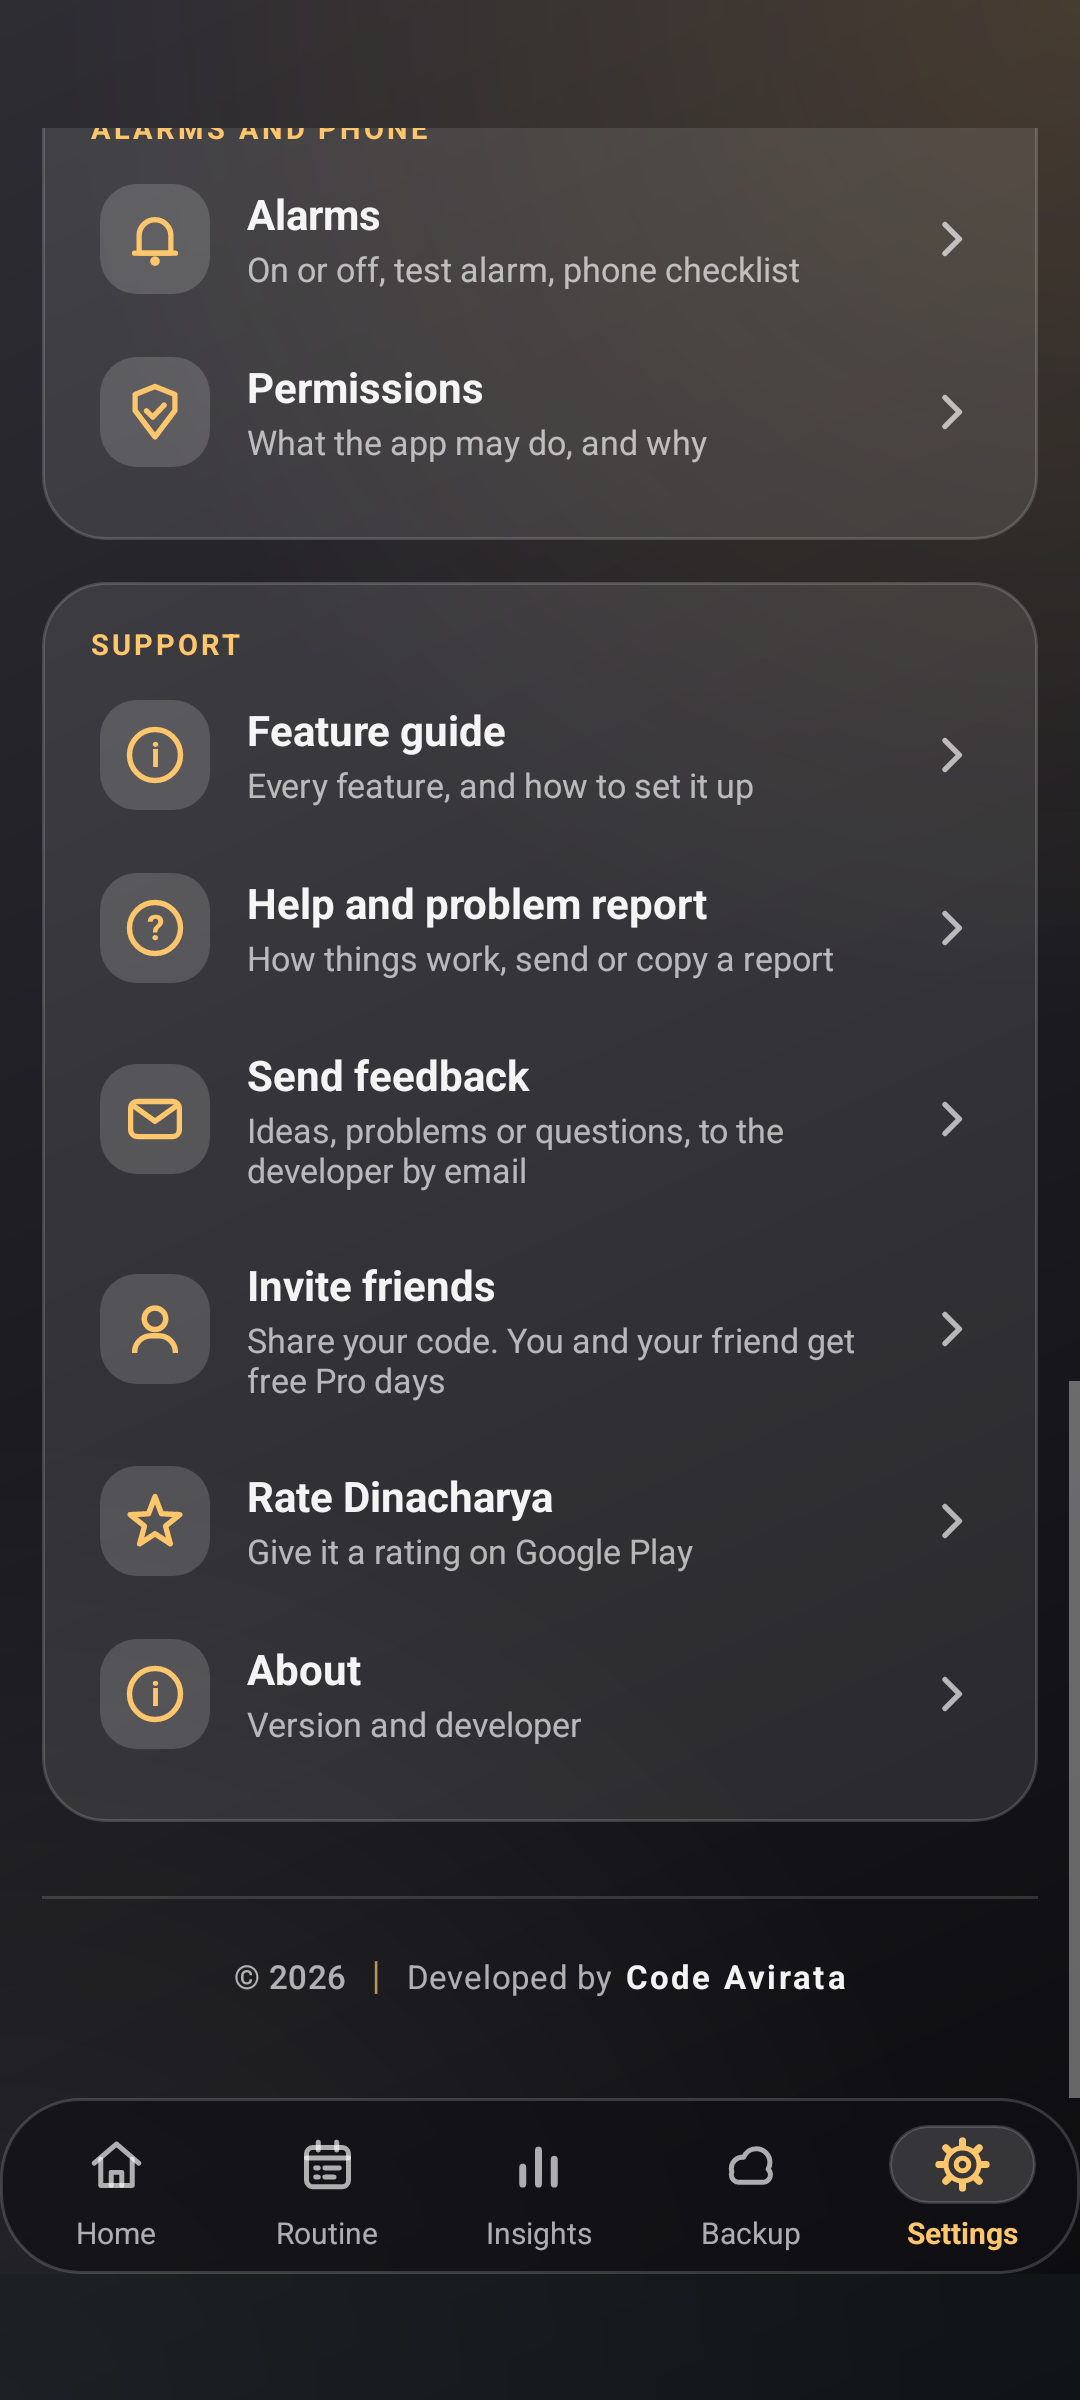 ALARMS AND PHONE
Alarms
On or off, test alarm, phone checklist
Permissions
What the app may do, and why
SUPPORT
Feature guide
Every feature, and how to set it up
Help and problem report
How things work, send or copy a report
Send feedback
Ideas, problems or questions, to the
developer by email
Invite friends
Share your code. You and your friend get
free Pro days
Rate Dinacharya
Give it a rating on Google Play
About
Version and developer
© 2026 | Developed by Code Avirata
Home Routine Insights Backup Settings